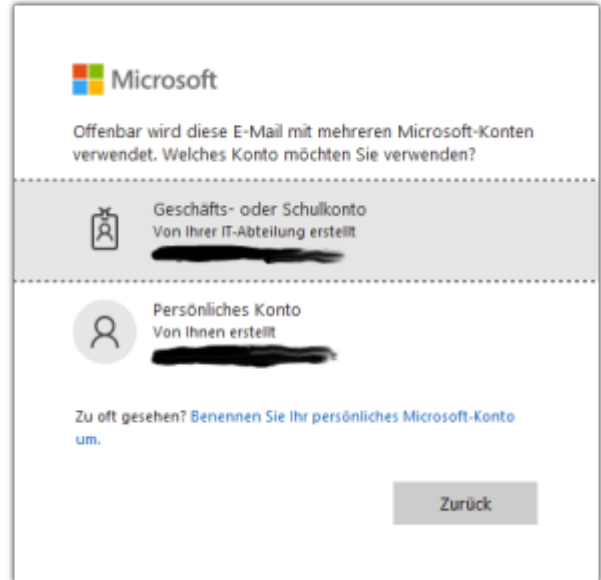 Microsoft
Offenbar wird diese E-Mail mit mehreren Microsoft-Konten
verwendet. Welches Konto möchten Sie verwenden?
Geschäfts- oder Schulkonto
Von Ihrer IT-Abteilung erstellt
Persönliches Konto
Von Ihnen erstellt
Zu oft gesehen? Benennen Sie Ihr persönliches Microsoft-Konto
um.
Zurück